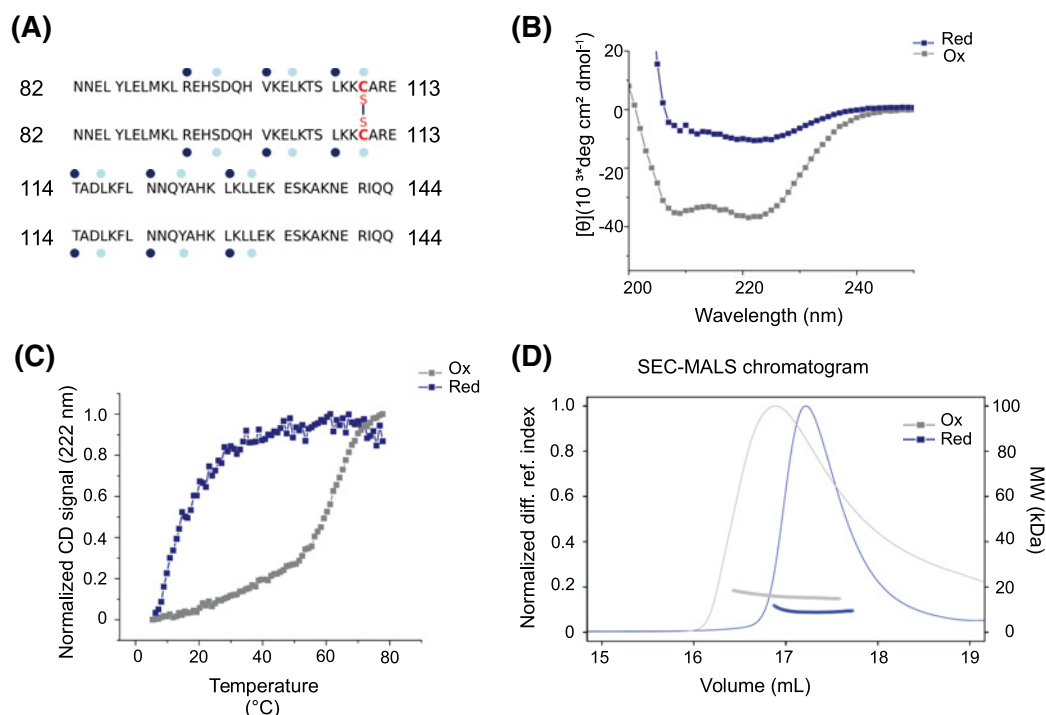 (A)
82 NNEL YLELMKL REHSDQH VKELKTS LKKCARE 113
S
S
82 NNEL YLELMKL REHSDQH VKELKTS LKKCARE 113
114 TADLKFL NNQYAHK LKLLEK ESKAKNE RIQQ 144
114 TADLKFL NNQYAHK LKLLEK ESKAKNE RIQQ 144
(B)
Red
Ox
20
0
-20
-40
[θ](10 ³*deg cm² dmol⁻¹)
200 220 240
Wavelength (nm)
(C)
Ox
Red
1.0
0.8
0.6
0.4
0.2
0
Normalized CD signal (222 nm)
0 20 40 60 80
Temperature
(°C)
(D)
SEC-MALS chromatogram
Ox
Red
1.0
0.8
0.6
0.4
0.2
0
Normalized diff. ref. index
100
80
60
40
20
0
MW (kDa)
15 16 17 18 19
Volume (mL)